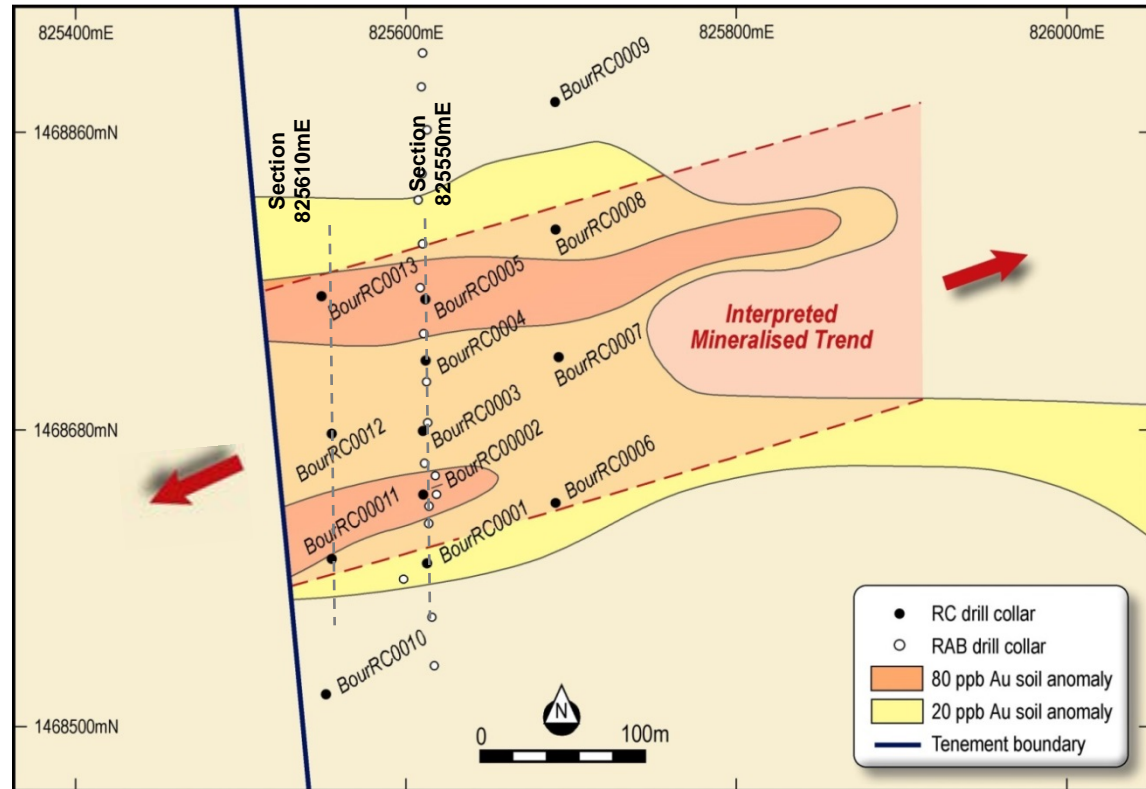 825400mE
825600mE
825800mE
826000mE
BourRC0009
1468860mN
Section
825610mE
Section
825550mE
BourRC0008
BourRC0013
BourRC0005
BourRC0004
BourRC0007
Interpreted
Mineralised Trend
BourRC0003
1468680mN
BourRC0012
BourRC00002
BourRC0006
BourRC00011
BourRC0001
BourRC0010
1468500mN
N
0
100m
RC drill collar
RAB drill collar
80 ppb Au soil anomaly
20 ppb Au soil anomaly
Tenement boundary